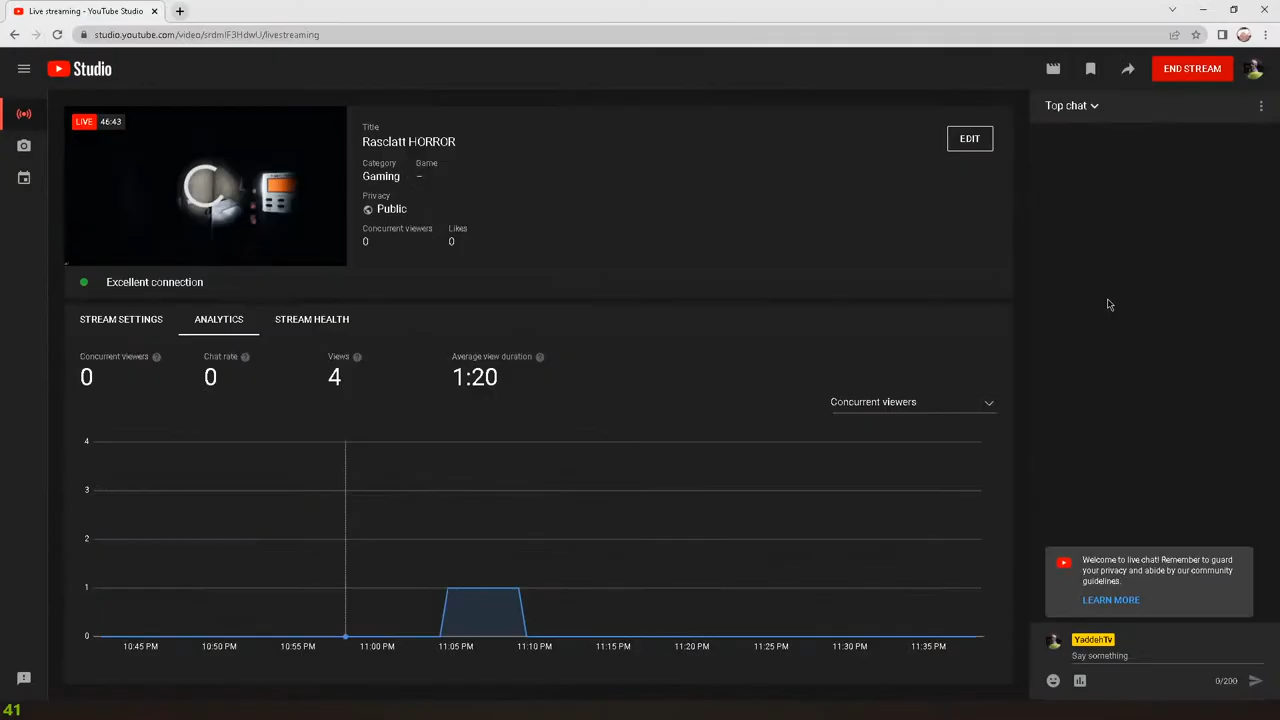 Live streaming - YouTube Studio
studio.youtube.com/video/srdmIF3HdwU/livestreaming
Studio
END STREAM
LIVE 46:43
Title
Rasclatt HORROR
EDIT
Category Game
Gaming –
Privacy
Public
Concurrent viewers Likes
0 0
Excellent connection
STREAM SETTINGS ANALYTICS STREAM HEALTH
Concurrent viewers Chat rate Views Average view duration
0 0 4 1:20
Concurrent viewers
4
3
2
1
0
10:45 PM 10:50 PM 10:55 PM 11:00 PM 11:05 PM 11:10 PM 11:15 PM 11:20 PM 11:25 PM 11:30 PM 11:35 PM
Top chat
Welcome to live chat! Remember to guard
your privacy and abide by our community
guidelines.
LEARN MORE
YaddehTv
Say something...
0/200
41